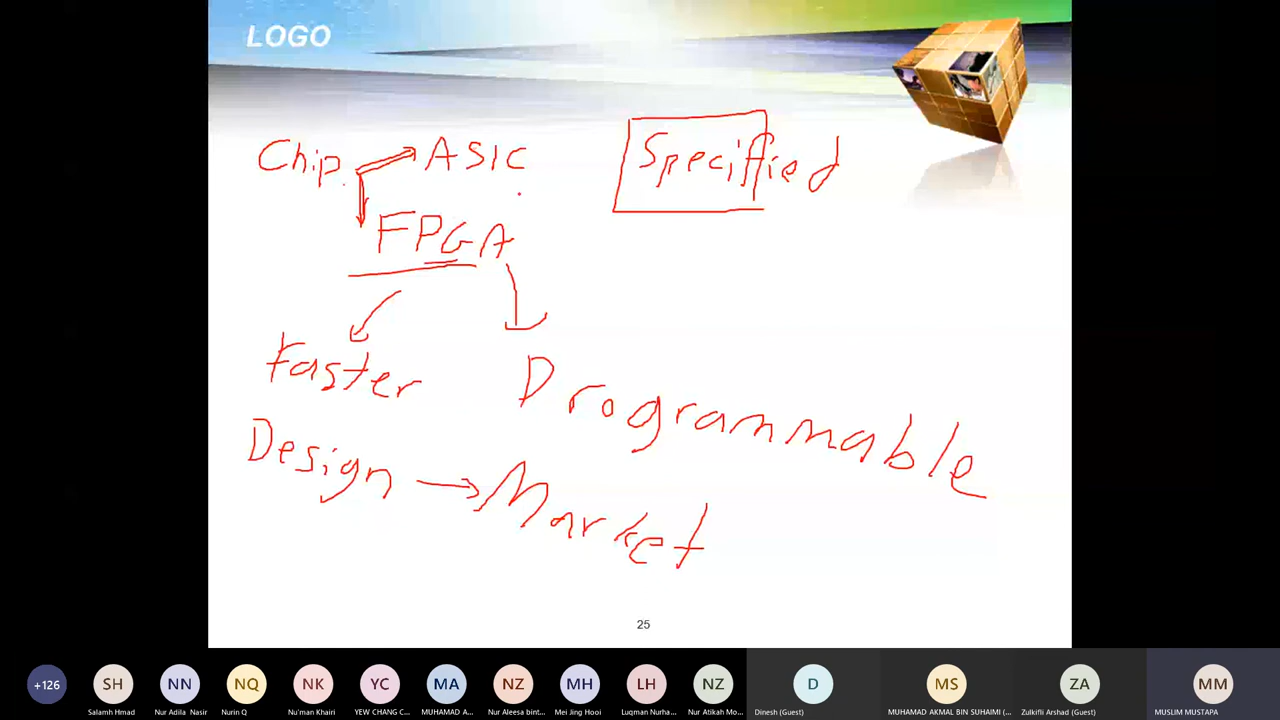 LOGO
Chip ASIC Specified
FPGA
Faster Programmable
Design → Market
25
+126 SH NN NQ NK YC MA NZ MH LH NZ D MS ZA MM
Salamh Hmad Nur Adila Nasir Nurin Q Nu'man Khairi YEW CHANG C... MUHAMAD A... Nur Aleesa bint... Mei Jing Hooi Luqman Nurha... Nur Atikah Mo... Dinesh (Guest) MUHAMAD AKMAL BIN SUHAIMI (... Zulkifli Arshad (Guest) MUSLIM MUSTAPA